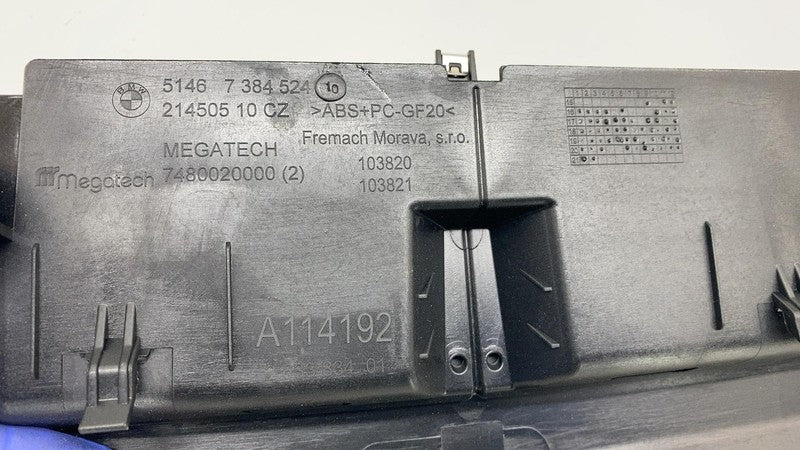 BMW
5146 7 384 524 10
214505 10 CZ >ABS+PC-GF20<
Fremach Morava, s.r.o.
MEGATECH 103820
Megatech 7480020000 (2) 103821
A114192